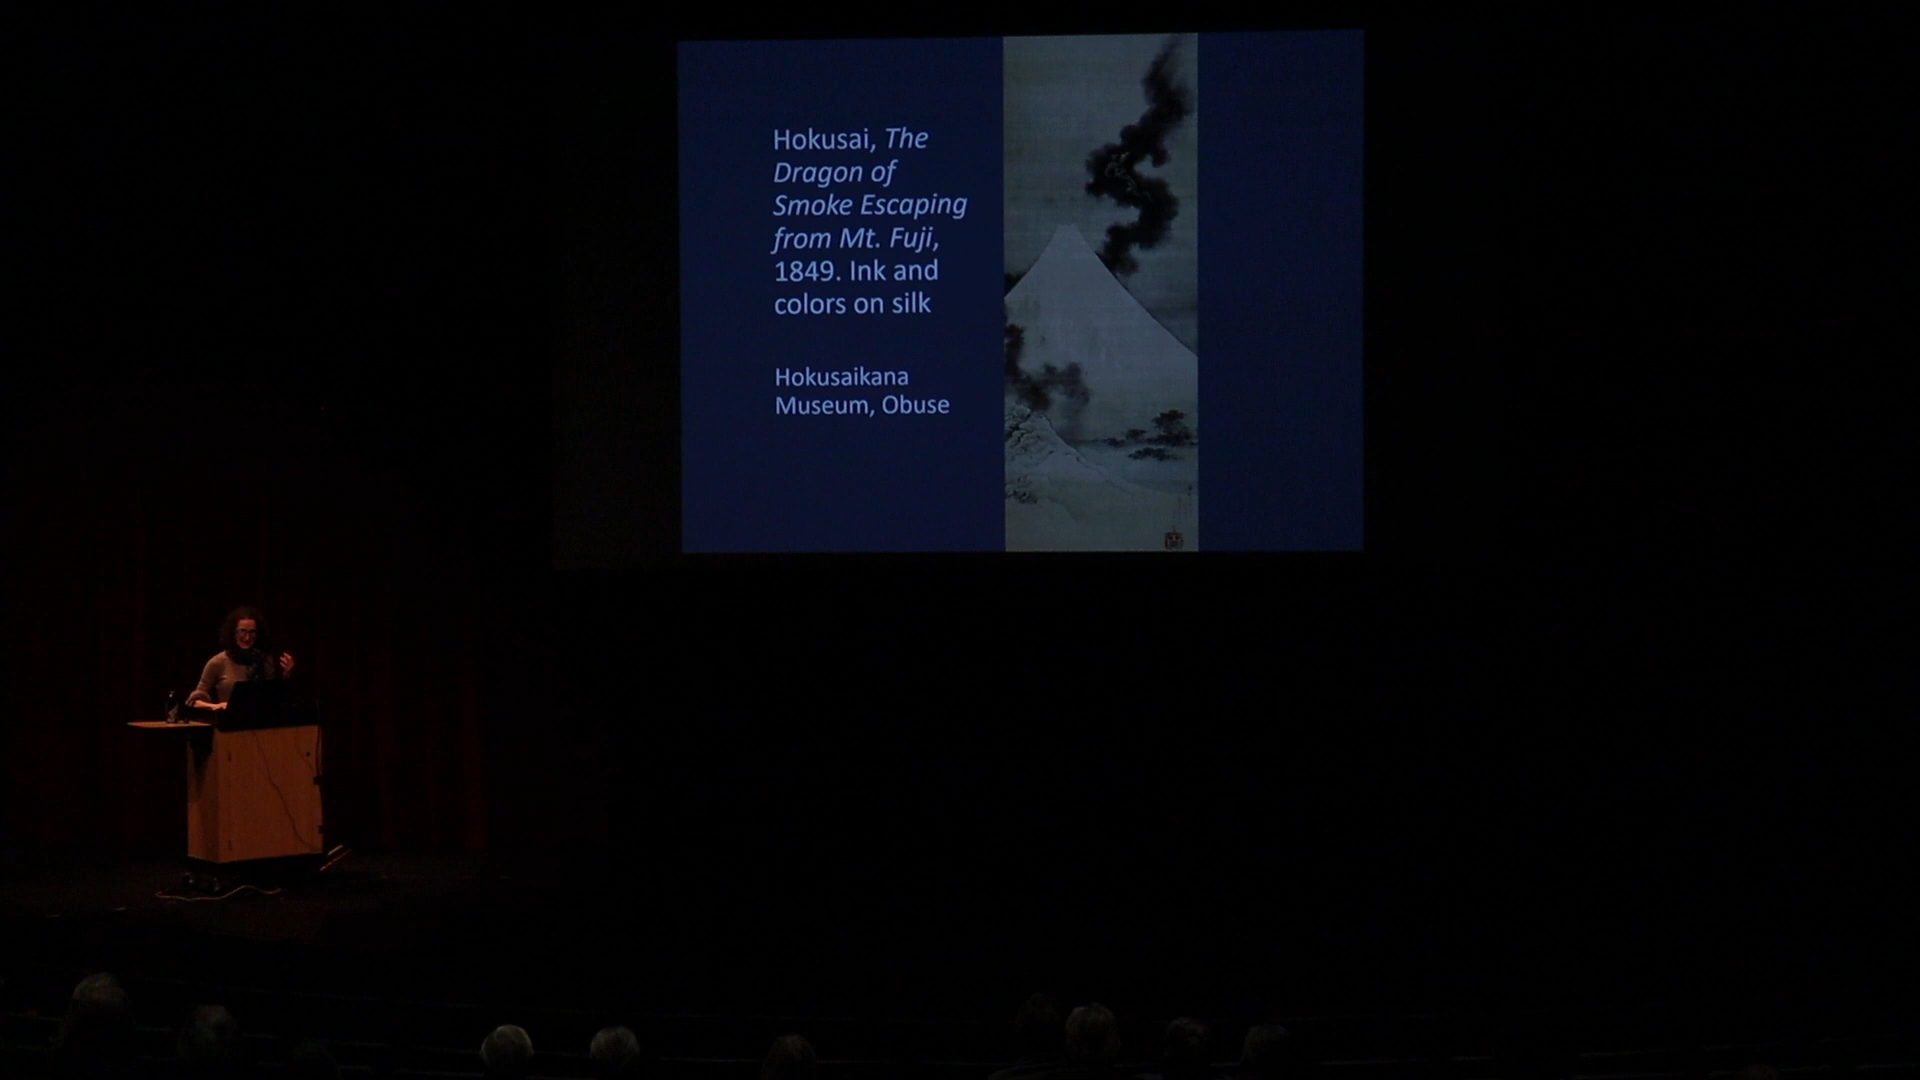 Hokusai, The
Dragon of
Smoke Escaping
from Mt. Fuji,
1849. Ink and
colors on silk
Hokusaikana
Museum, Obuse